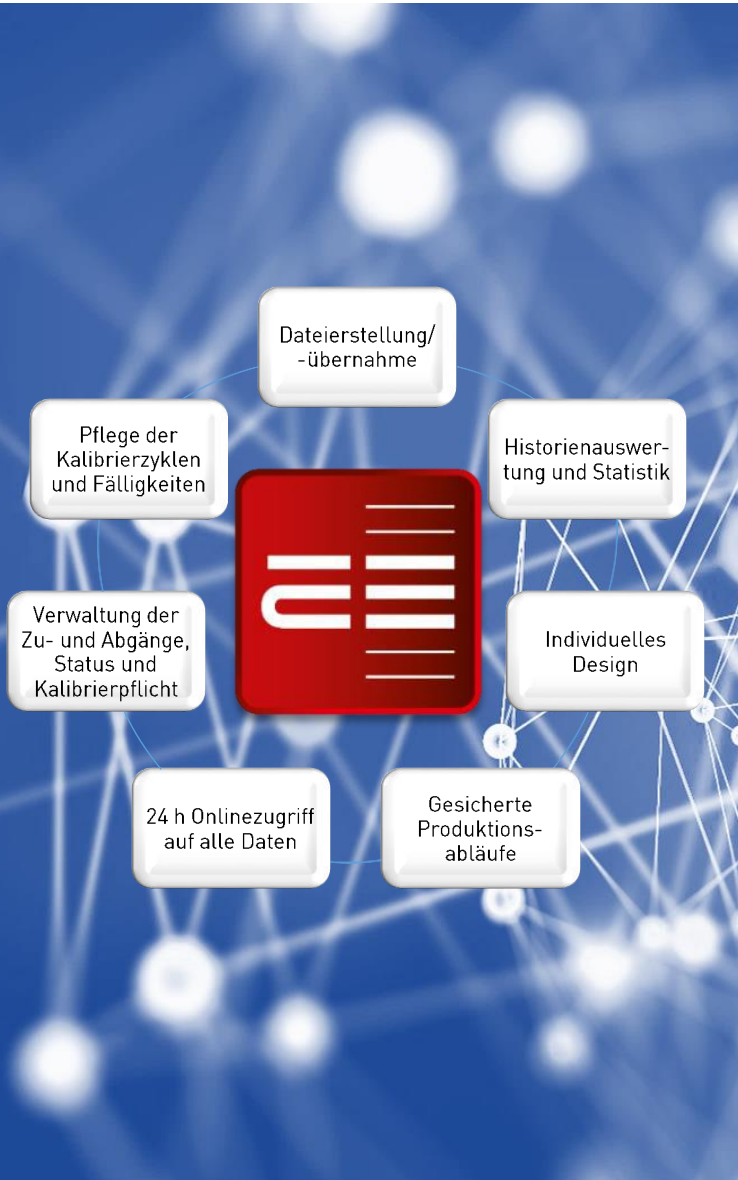 Dateierstellung/
-übernahme
Historienauswer-
tung und Statistik
Individuelles
Design
Gesicherte
Produktions-
abläufe
24 h Onlinezugriff
auf alle Daten
Verwaltung der
Zu- und Abgänge,
Status und
Kalibrierpflicht
Pflege der
Kalibrierzyklen
und Fälligkeiten